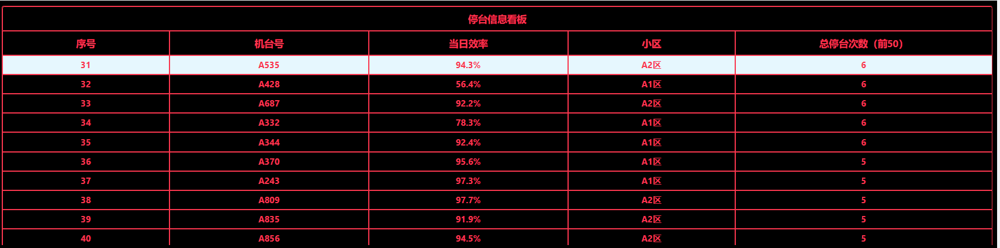 停台信息看板
序号 机台号 当日效率 小区 总停台次数（前50）
31 A535 94.3% A2区 6
32 A428 56.4% A1区 6
33 A687 92.2% A2区 6
34 A332 78.3% A1区 6
35 A344 92.4% A1区 6
36 A370 95.6% A1区 5
37 A243 97.3% A1区 5
38 A809 97.7% A2区 5
39 A835 91.9% A2区 5
40 A856 94.5% A2区 5